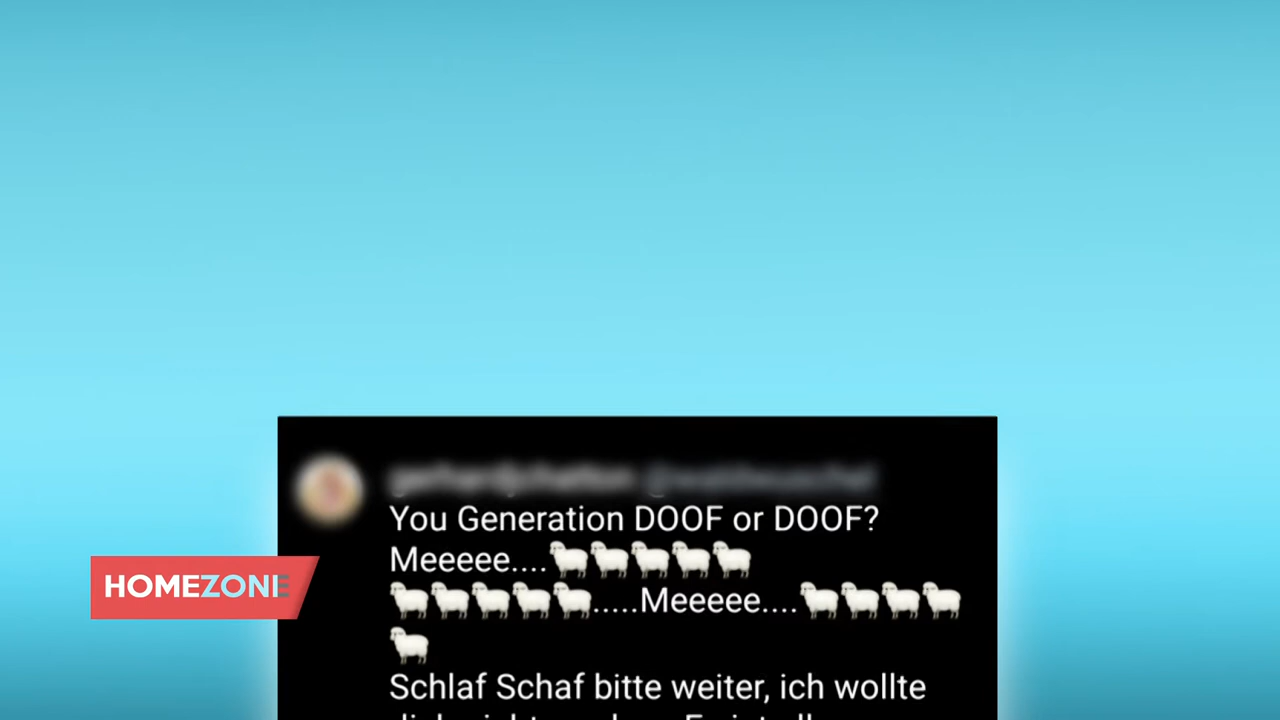 You Generation DOOF or DOOF?
Meeeee....🐑🐑🐑🐑🐑
🐑🐑🐑🐑🐑.....Meeeee....🐑🐑🐑🐑
🐑
HOMEZONE
Schlaf Schaf bitte weiter, ich wollte